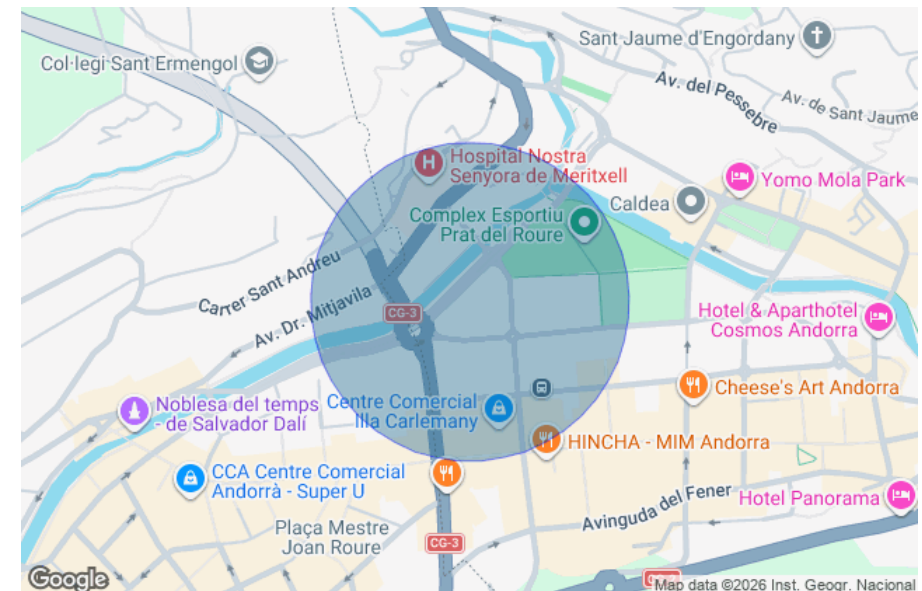 Sant Jaume d'Engordany
Col·legi Sant Ermengol
Av. del Pessebre
Av. de Sant Jaume
H
Hospital Nostra
Senyora de Meritxell
Yomo Mola Park
Caldea
Complex Esportiu
Prat del Roure
Carrer Sant Andreu
Av. Dr. Mitjavila
CG-3
Hotel & Aparthotel
Cosmos Andorra
Cheese's Art Andorra
Noblesa del temps
- de Salvador Dalí
Centre Comercial
Illa Carlemany
HINCHA - MIM Andorra
CCA Centre Comercial
Andorrà - Super U
Hotel Panorama
Avinguda del Fener
Plaça Mestre
Joan Roure
CG-3
Google
Map data ©2026 Inst. Geogr. Nacional